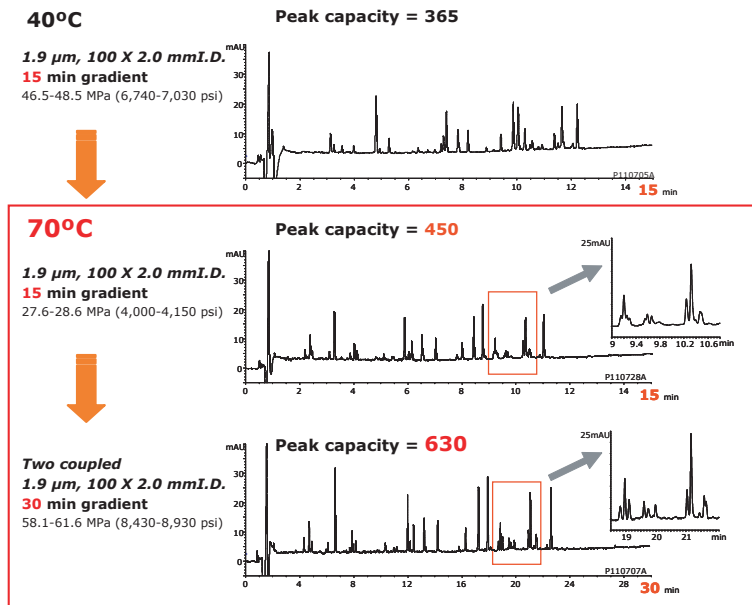 40ºC
Peak capacity = 365
1.9 µm, 100 X 2.0 mmI.D.
15 min gradient
46.5-48.5 MPa (6,740-7,030 psi)
mAU
30
20
10
0
P110705A
0 2 4 6 8 10 12 14 15 min
70ºC
Peak capacity = 450
1.9 µm, 100 X 2.0 mmI.D.
15 min gradient
27.6-28.6 MPa (4,000-4,150 psi)
mAU
30
20
10
0
P110728A
0 2 4 6 8 10 12 14
15 min
25mAU
9 9.4 9.8 10.3 10.8
min
Two coupled
1.9 µm, 100 X 2.0 mmI.D.
30 min gradient
58.1-61.6 MPa (8,430-8,930 psi)
Peak capacity = 630
mAU
40
30
20
10
0
P110707A
0 4 8 12 16 20 24 28
30 min
25mAU
19 20 21 min